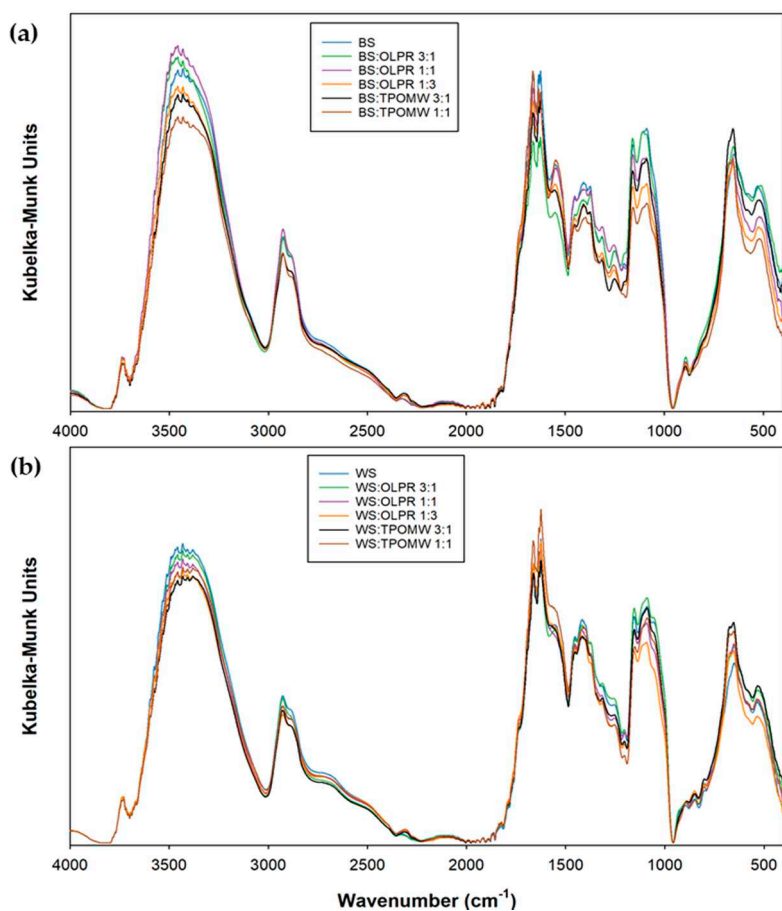 (a)
Kubelka-Munk Units
BS
BS:OLPR 3:1
BS:OLPR 1:1
BS:OLPR 1:3
BS:TPOMW 3:1
BS:TPOMW 1:1
4000 3500 3000 2500 2000 1500 1000 500
(b)
Kubelka-Munk Units
WS
WS:OLPR 3:1
WS:OLPR 1:1
WS:OLPR 1:3
WS:TPOMW 3:1
WS:TPOMW 1:1
4000 3500 3000 2500 2000 1500 1000 500
Wavenumber (cm⁻¹)